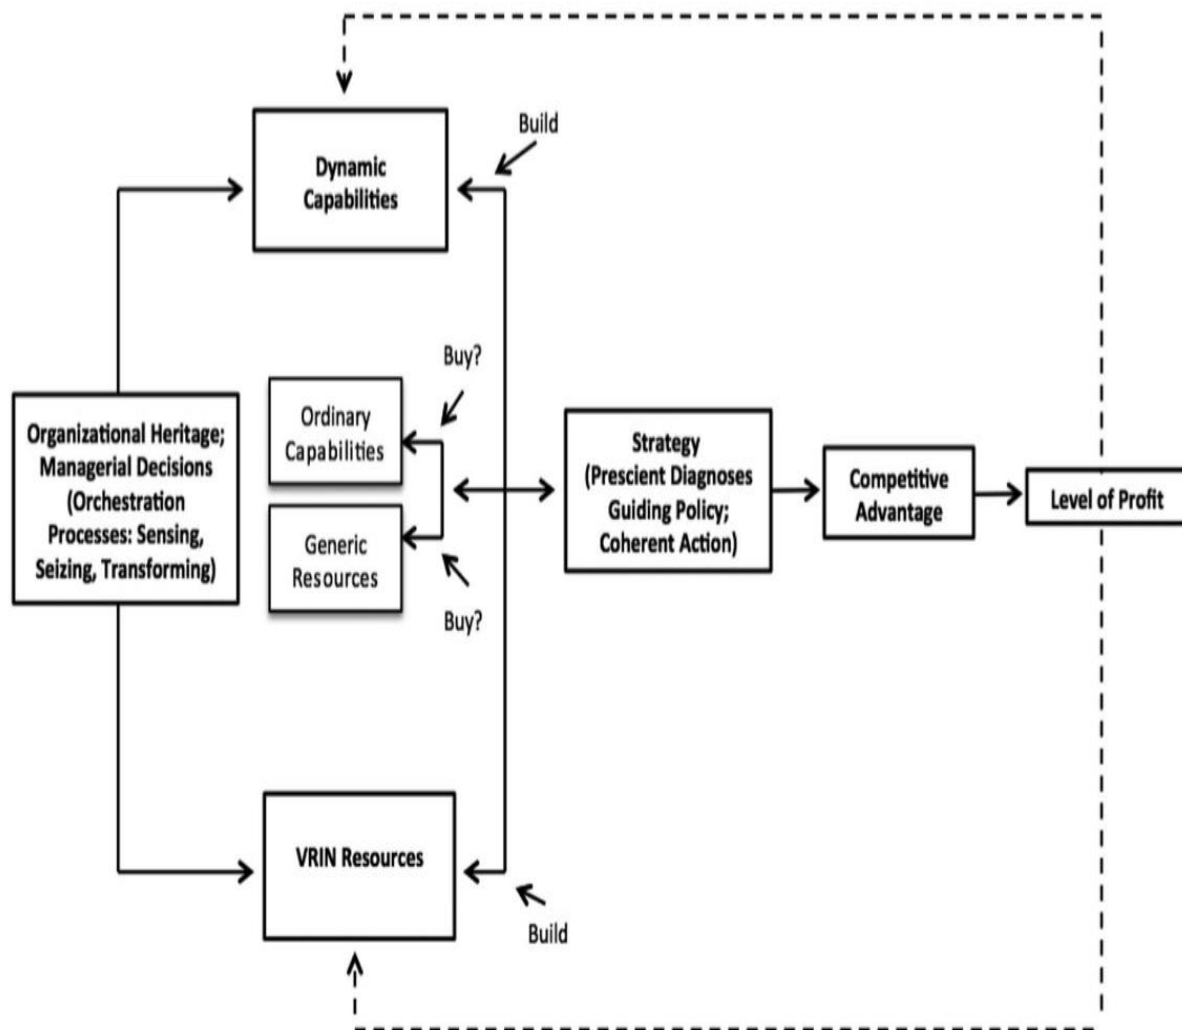 Build
Dynamic
Capabilities
Buy?
Organizational Heritage;
Managerial Decisions
(Orchestration
Processes: Sensing,
Seizing, Transforming)
Ordinary
Capabilities
Generic
Resources
Buy?
Strategy
(Prescient Diagnoses
Guiding Policy;
Coherent Action)
Competitive
Advantage
Level of Profit
VRIN Resources
Build